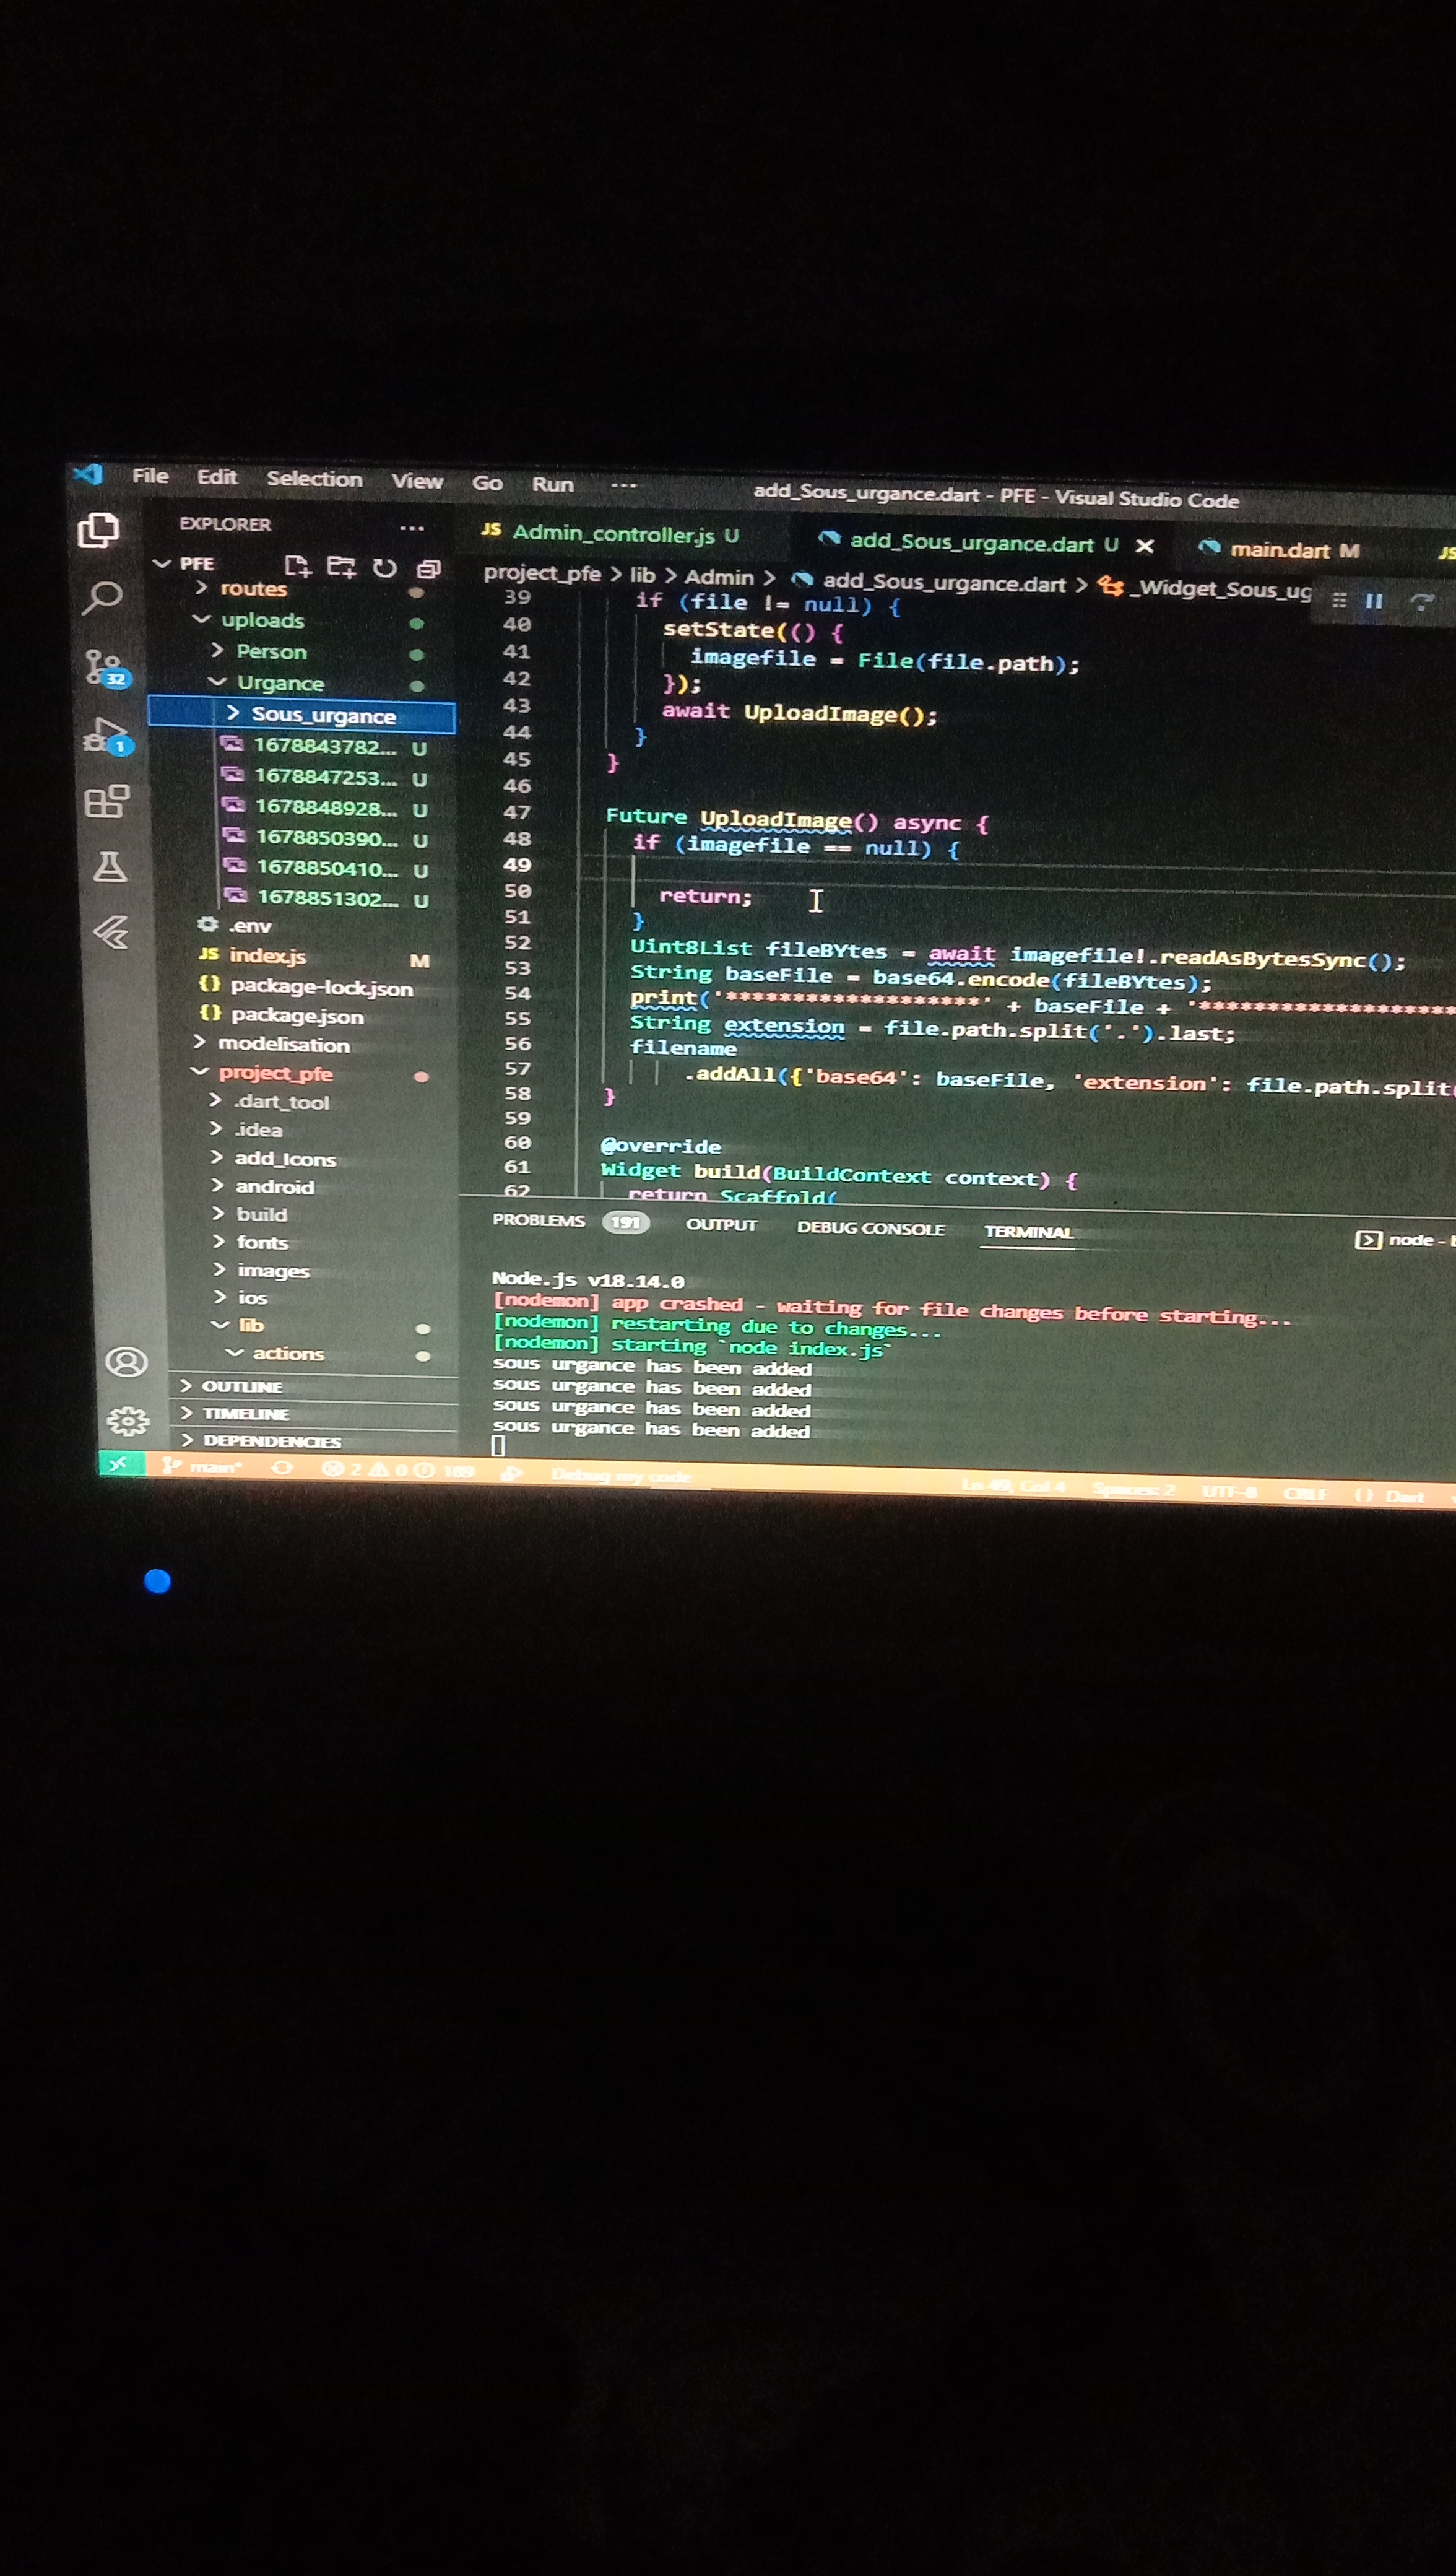 File Edit Selection View Go Run ··· add_Sous_urgance.dart - PFE - Visual Studio Code
EXPLORER ···
JS Admin_controller.js U add_Sous_urgance.dart U × main.dart M JS
PFE
project_pfe > lib > Admin > add_Sous_urgance.dart > _Widget_Sous_ug
routes
uploads
Person
Urgance
Sous_urgance
1678843782... U
1678847253... U
1678848928... U
1678850390... U
1678850410... U
1678851302... U
.env
JS index.js M
{} package-lock.json
{} package.json
modelisation
project_pfe
.dart_tool
.idea
add_Icons
android
build
fonts
images
ios
lib
actions
OUTLINE
TIMELINE
DEPENDENCIES
32
1
39 if (file != null) {
40 setState(() {
41 imagefile = File(file.path);
42 });
43 await UploadImage();
44 }
45 }
46
47 Future UploadImage() async {
48 if (imagefile == null) {
49
50 return;
51 }
52 Uint8List fileBYtes = await imagefile!.readAsBytesSync();
53 String baseFile = base64.encode(fileBYtes);
54 print('********************' + baseFile + '********************
55 String extension = file.path.split('.').last;
56 filename
57 .addAll({'base64': baseFile, 'extension': file.path.split(
58 }
59
60 @override
61 Widget build(BuildContext context) {
62 return Scaffold(
PROBLEMS 191 OUTPUT DEBUG CONSOLE TERMINAL node -
Node.js v18.14.0
[nodemon] app crashed - waiting for file changes before starting...
[nodemon] restarting due to changes...
[nodemon] starting `node index.js`
sous urgance has been added
sous urgance has been added
sous urgance has been added
sous urgance has been added
main* 2 0 189 Debug my code Ln 49, Col 4 Spaces: 2 UTF-8 CRLF {} Dart